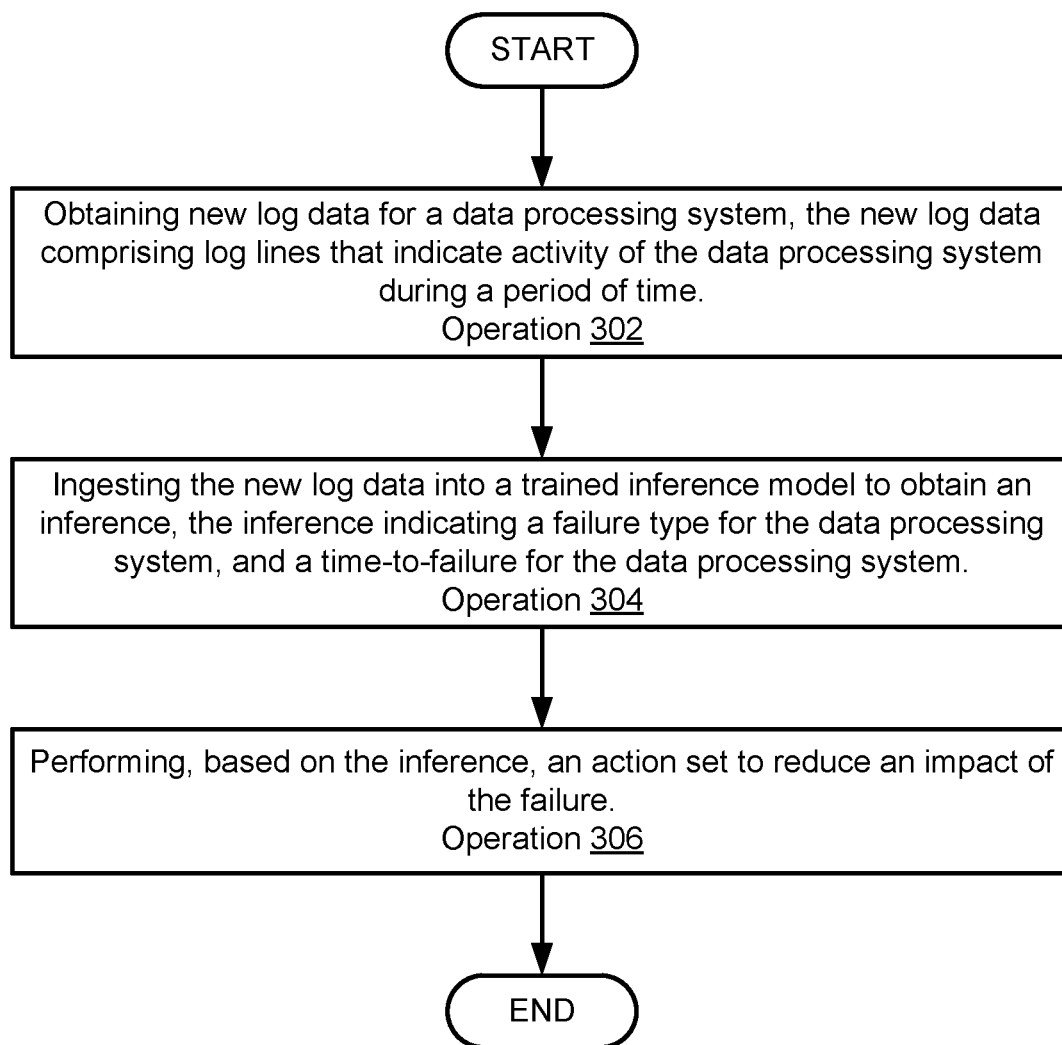 START
Obtaining new log data for a data processing system, the new log data
comprising log lines that indicate activity of the data processing system
during a period of time.
Operation 302
Ingesting the new log data into a trained inference model to obtain an
inference, the inference indicating a failure type for the data processing
system, and a time-to-failure for the data processing system.
Operation 304
Performing, based on the inference, an action set to reduce an impact of
the failure.
Operation 306
END